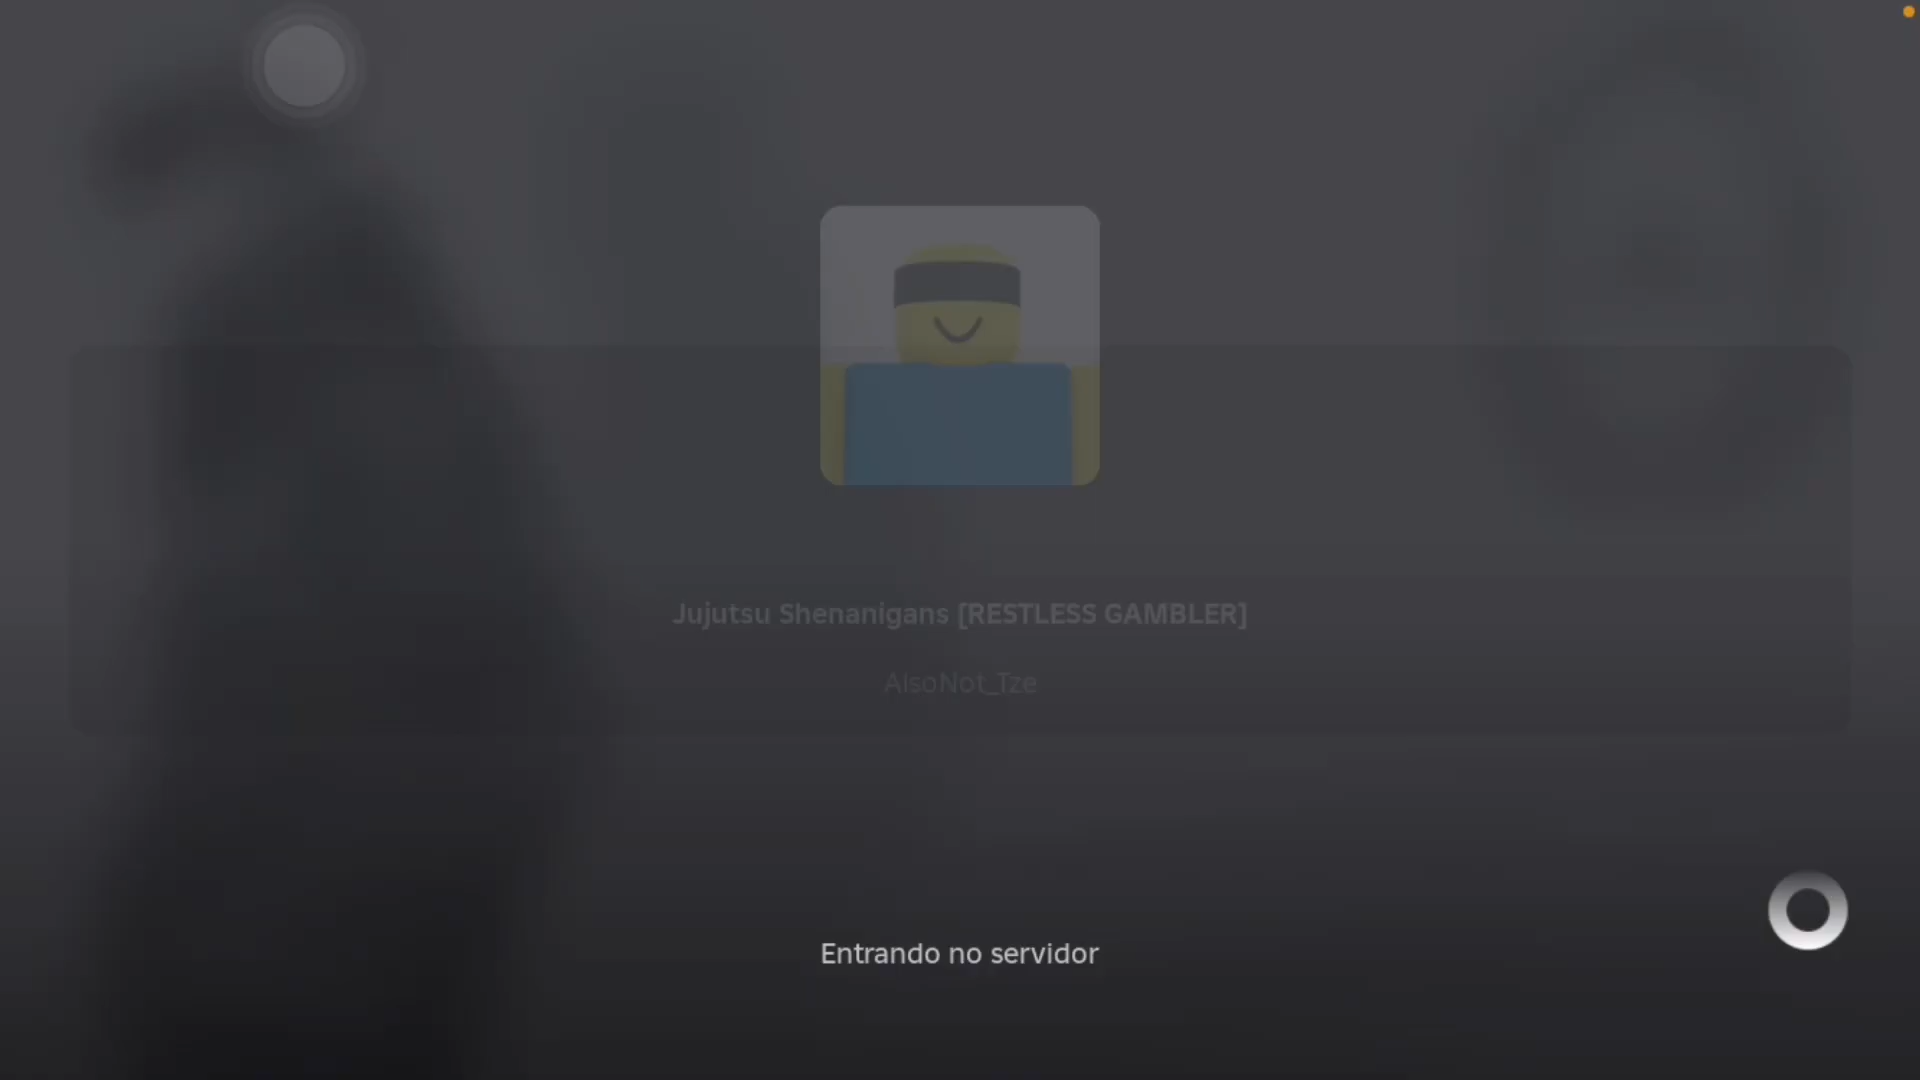 Jujutsu Shenanigans [RESTLESS GAMBLER]
AlsoNot_Tze
Entrando no servidor